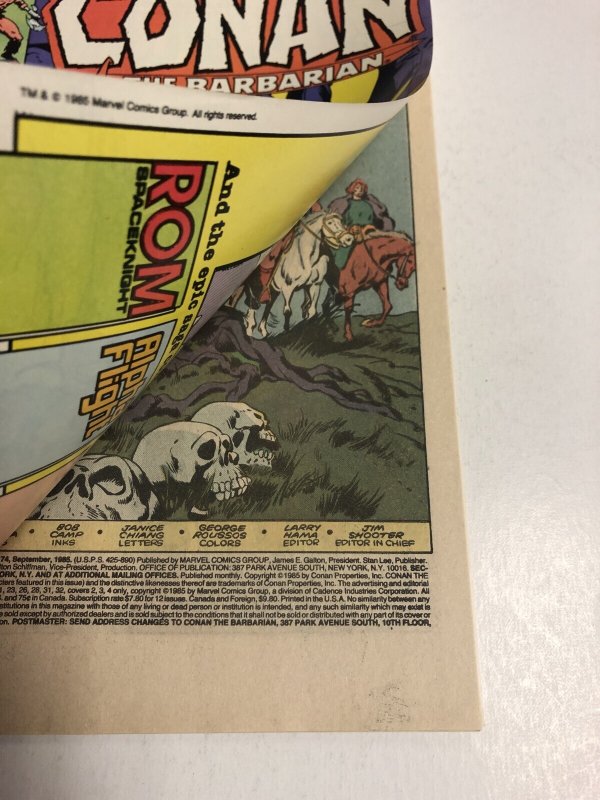 CONAN
THE BARBARIAN
TM & © 1985 Marvel Comics Group. All rights reserved.
And the epic
ROM
SPACEKNIGHT
Alph
Flight
BOB
CAMP
INKS
•
JANICE
CHIANG
LETTERS
•
GEORGE
ROUSSOS
COLORS
•
LARRY
HAMA
EDITOR
•
JIM
SHOOTER
EDITOR IN CHIEF
74, September, 1985. (U.S.P.S. 425-890) Published by MARVEL COMICS GROUP, James E. Galton, President. Stan Lee, Publisher.
lton Schiffman, Vice-President, Production. OFFICE OF PUBLICATION: 387 PARK AVENUE SOUTH, NEW YORK, N.Y. 10016. SEC-
ORK, N.Y. AND AT ADDITIONAL MAILING OFFICES. Published monthly. Copyright ©1985 by Conan Properties, Inc. CONAN THE
cters featured in this issue) and the distinctive likenesses thereof are trademarks of Conan Properties, Inc. The advertising and editorial
1, 23, 26, 28, 31, 32, covers 2, 3, 4 only, copyright ©1985 by Marvel Comics Group, a division of Cadence Industries Corporation. All
. and 75¢ in Canada. Subscription rate $7.80 for 12 issues. Canada and Foreign, $9.80. Printed in the U.S.A. No similarity between any
stitutions in this magazine with those of any living or dead person or institution is intended, and any such similarity which may exist is
e sold except by authorized dealers and is sold subject to the conditions that it shall not be sold or distributed with any part of its cover or
on. POSTMASTER: SEND ADDRESS CHANGES TO CONAN THE BARBARIAN, 387 PARK AVENUE SOUTH, 10TH FLOOR,